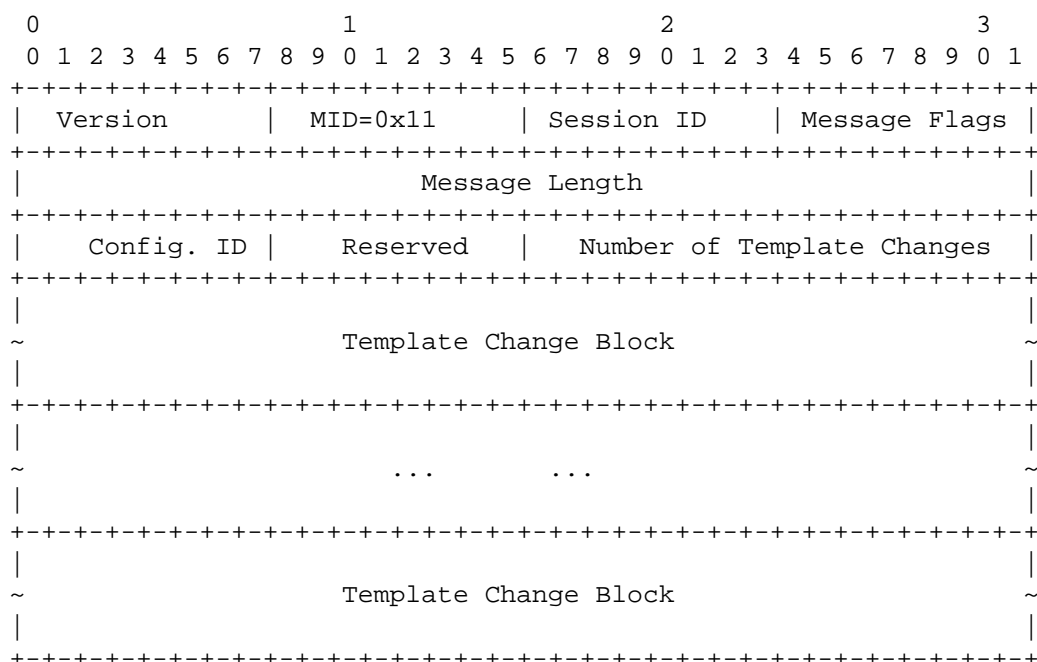 0                   1                   2                   3
 0 1 2 3 4 5 6 7 8 9 0 1 2 3 4 5 6 7 8 9 0 1 2 3 4 5 6 7 8 9 0 1
+-+-+-+-+-+-+-+-+-+-+-+-+-+-+-+-+-+-+-+-+-+-+-+-+-+-+-+-+-+-+-+-+
|  Version      |  MID=0x11     | Session ID    | Message Flags |
+-+-+-+-+-+-+-+-+-+-+-+-+-+-+-+-+-+-+-+-+-+-+-+-+-+-+-+-+-+-+-+-+
|                         Message Length                        |
+-+-+-+-+-+-+-+-+-+-+-+-+-+-+-+-+-+-+-+-+-+-+-+-+-+-+-+-+-+-+-+-+
|    Config. ID |    Reserved   |   Number of Template Changes  |
+-+-+-+-+-+-+-+-+-+-+-+-+-+-+-+-+-+-+-+-+-+-+-+-+-+-+-+-+-+-+-+-+
|                                                               |
~                    Template Change Block                      ~
|                                                               |
+-+-+-+-+-+-+-+-+-+-+-+-+-+-+-+-+-+-+-+-+-+-+-+-+-+-+-+-+-+-+-+-+
|                                                               |
~                       ...       ...                           ~
|                                                               |
+-+-+-+-+-+-+-+-+-+-+-+-+-+-+-+-+-+-+-+-+-+-+-+-+-+-+-+-+-+-+-+-+
|                                                               |
~                    Template Change Block                      ~
|                                                               |
+-+-+-+-+-+-+-+-+-+-+-+-+-+-+-+-+-+-+-+-+-+-+-+-+-+-+-+-+-+-+-+-+